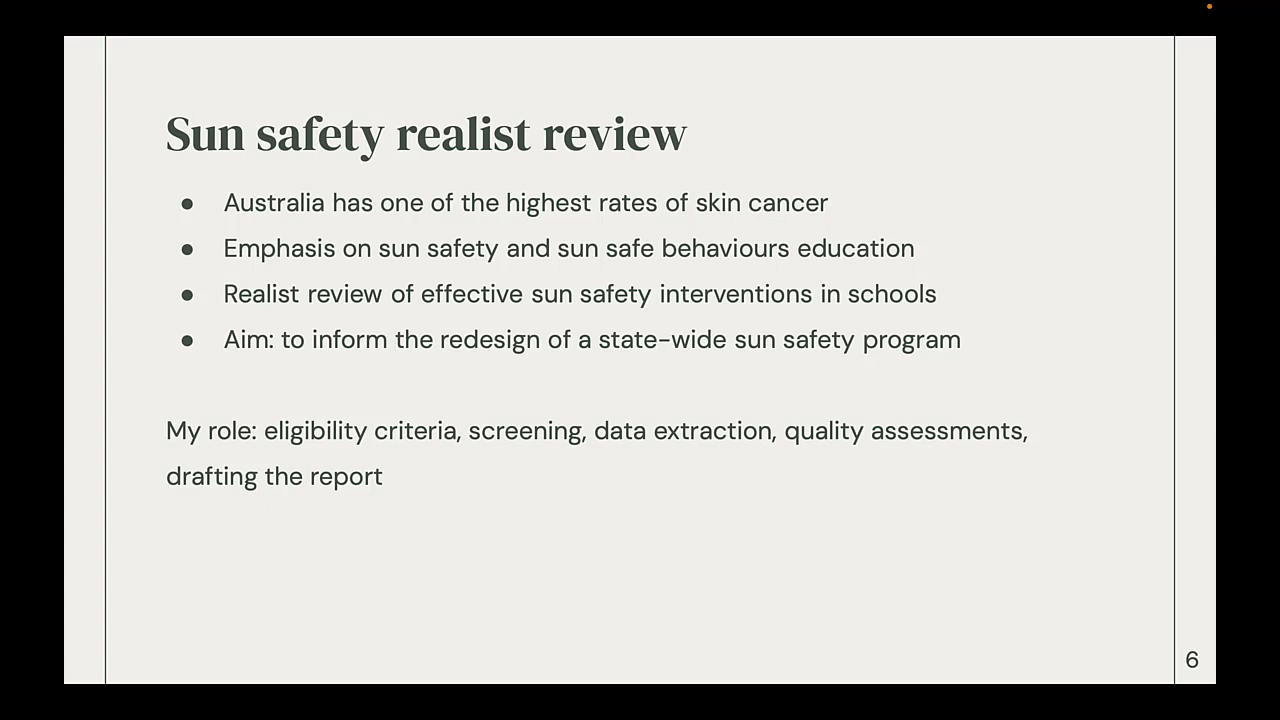 Sun safety realist review
● Australia has one of the highest rates of skin cancer
● Emphasis on sun safety and sun safe behaviours education
● Realist review of effective sun safety interventions in schools
● Aim: to inform the redesign of a state-wide sun safety program
My role: eligibility criteria, screening, data extraction, quality assessments,
drafting the report
6